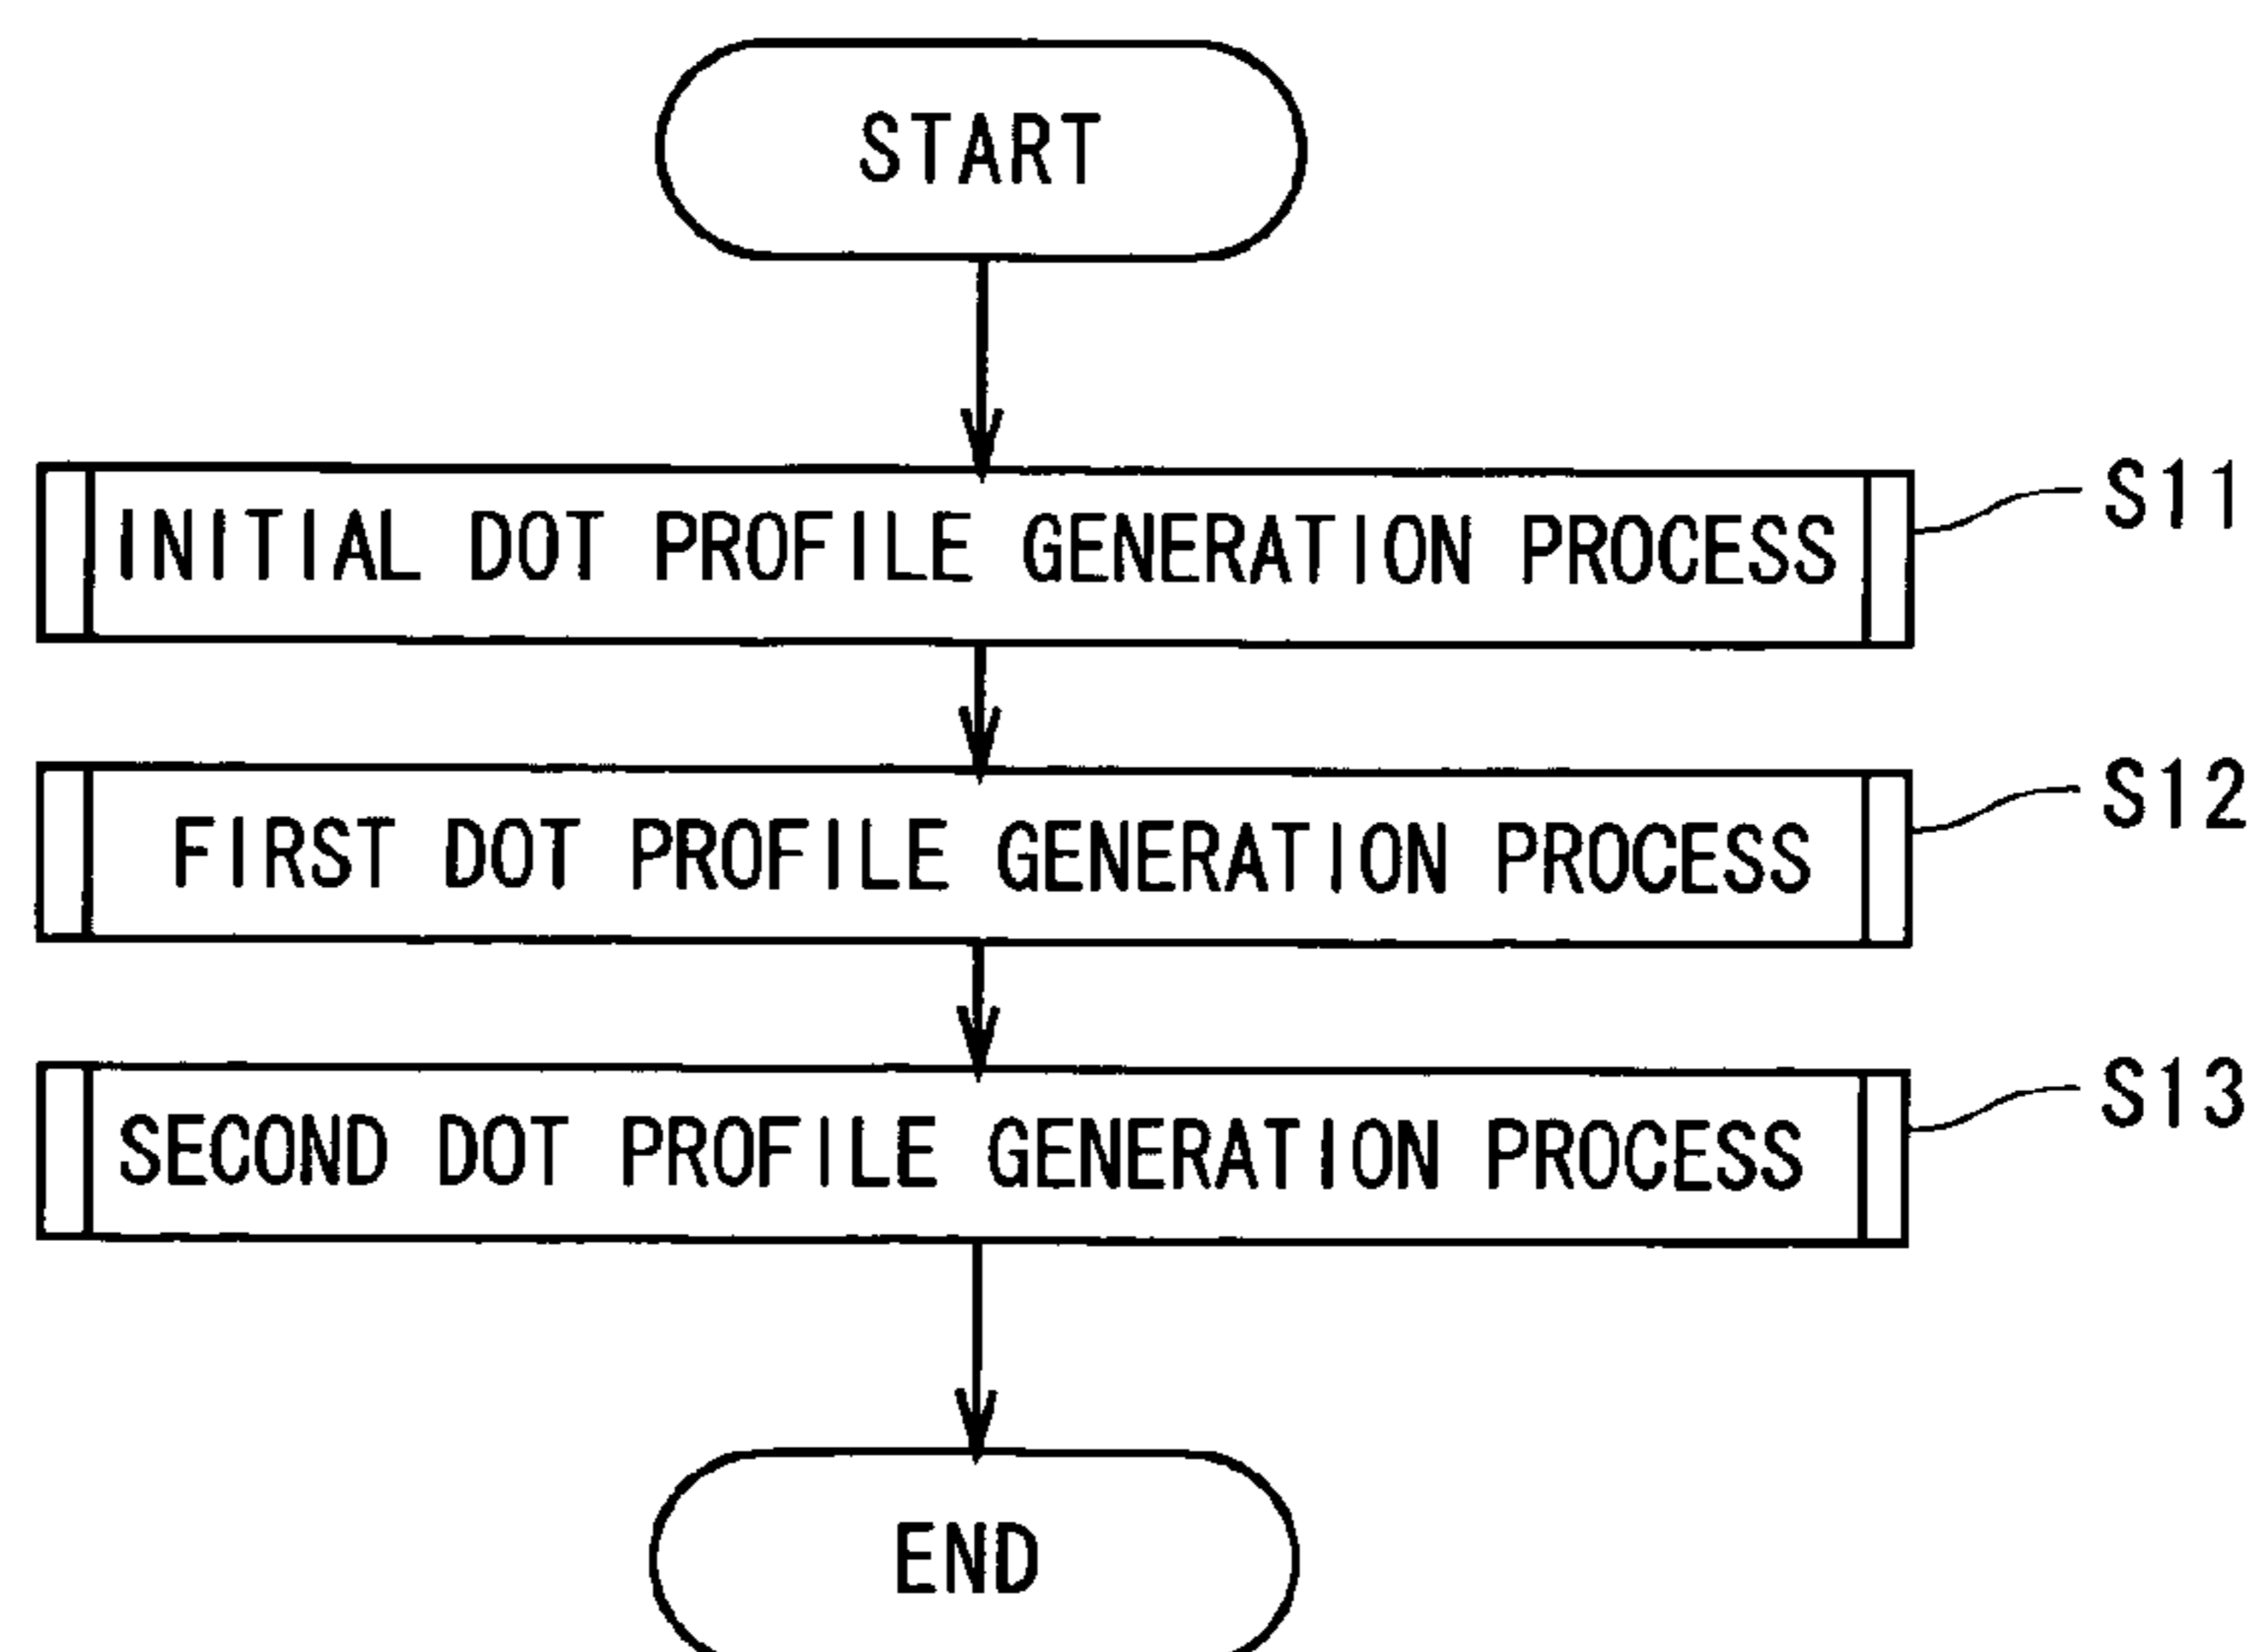 START
INITIAL DOT PROFILE GENERATION PROCESS S11
FIRST DOT PROFILE GENERATION PROCESS S12
SECOND DOT PROFILE GENERATION PROCESS S13
END